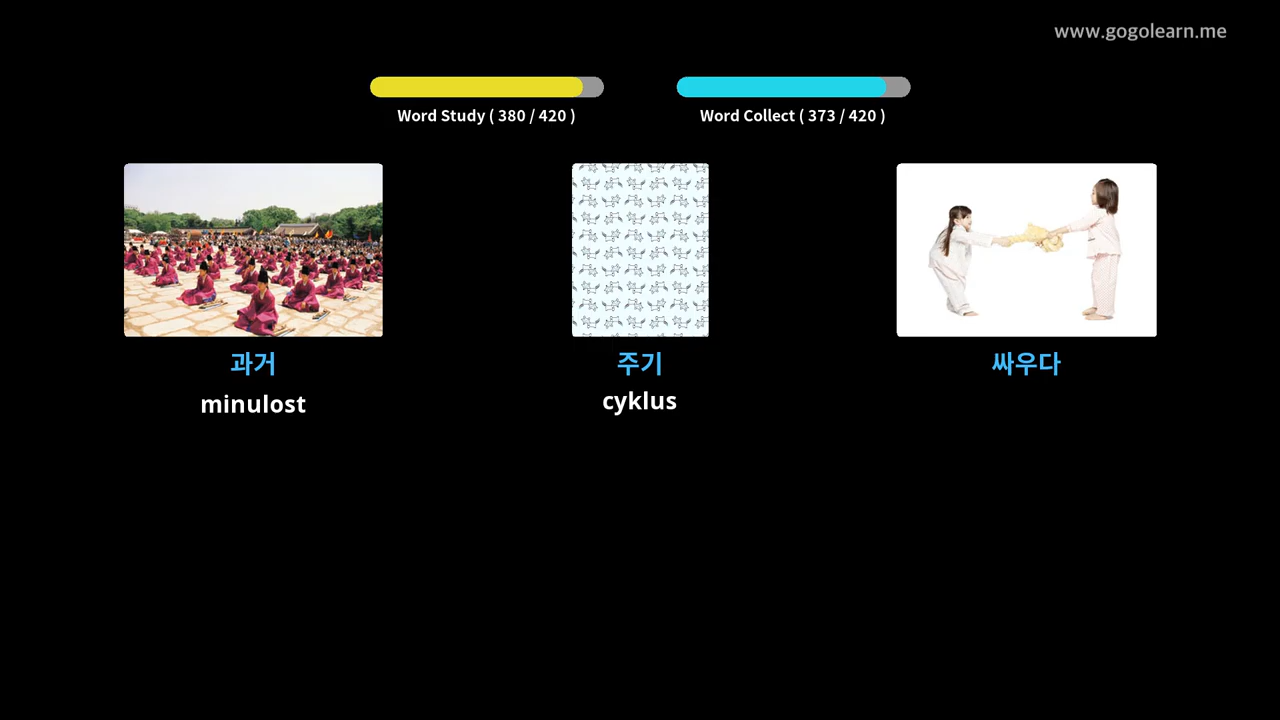 www.gogolearn.me
Word Study ( 380 / 420 )
Word Collect ( 373 / 420 )
과거
minulost
주기
cyklus
싸우다